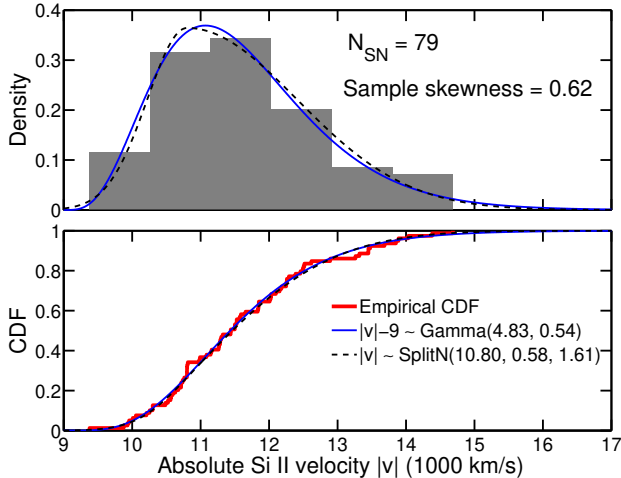 0.4
0.3
0.2
0.1
0
Density
N_SN = 79
Sample skewness = 0.62
1
0.8
0.6
0.4
0.2
0
CDF
Empirical CDF
|v|−9 ~ Gamma(4.83, 0.54)
|v| ~ SplitN(10.80, 0.58, 1.61)
9 10 11 12 13 14 15 16 17
Absolute Si II velocity |v| (1000 km/s)